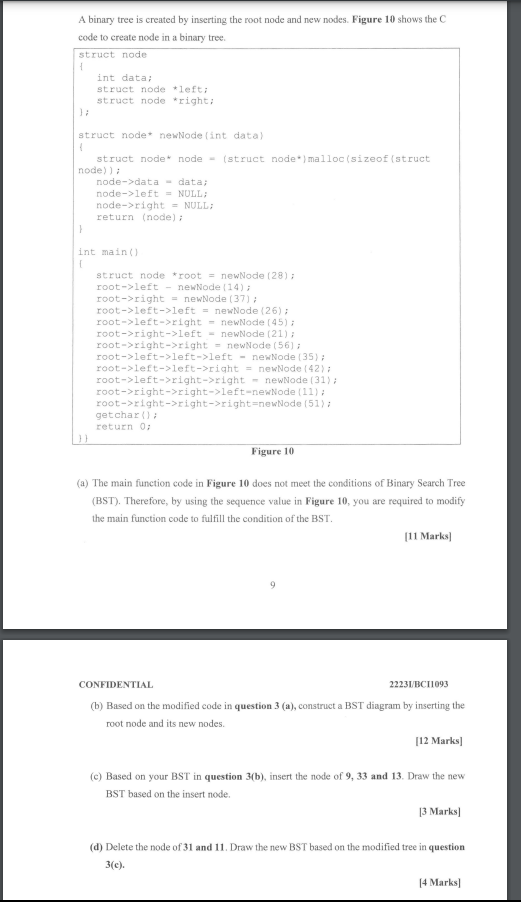 A binary tree is created by inserting the root node and new nodes. Figure 10 shows the C
code to create node in a binary tree.
struct node
{
int data;
struct node *left;
struct node *right;
};
struct node* newNode(int data)
{
struct node* node = (struct node*)malloc(sizeof(struct
node));
node->data = data;
node->left = NULL;
node->right = NULL;
return (node);
}
int main()
{
struct node *root = newNode(28);
root->left = newNode(14);
root->right = newNode(37);
root->left->left = newNode(26);
root->left->right = newNode(45);
root->right->left = newNode(21);
root->right->right = newNode(56);
root->left->left->left = newNode(35);
root->left->left->right = newNode(42);
root->left->right->right = newNode(31);
root->right->right->left=newNode(11);
root->right->right->right=newNode(51);
getchar();
return 0;
}}
Figure 10
(a) The main function code in Figure 10 does not meet the conditions of Binary Search Tree
(BST). Therefore, by using the sequence value in Figure 10, you are required to modify
the main function code to fulfill the condition of the BST.
[11 Marks]
9
CONFIDENTIAL 22231/BCI1093
(b) Based on the modified code in question 3 (a), construct a BST diagram by inserting the
root node and its new nodes.
[12 Marks]
(c) Based on your BST in question 3(b), insert the node of 9, 33 and 13. Draw the new
BST based on the insert node.
[3 Marks]
(d) Delete the node of 31 and 11. Draw the new BST based on the modified tree in question
3(c).
[4 Marks]